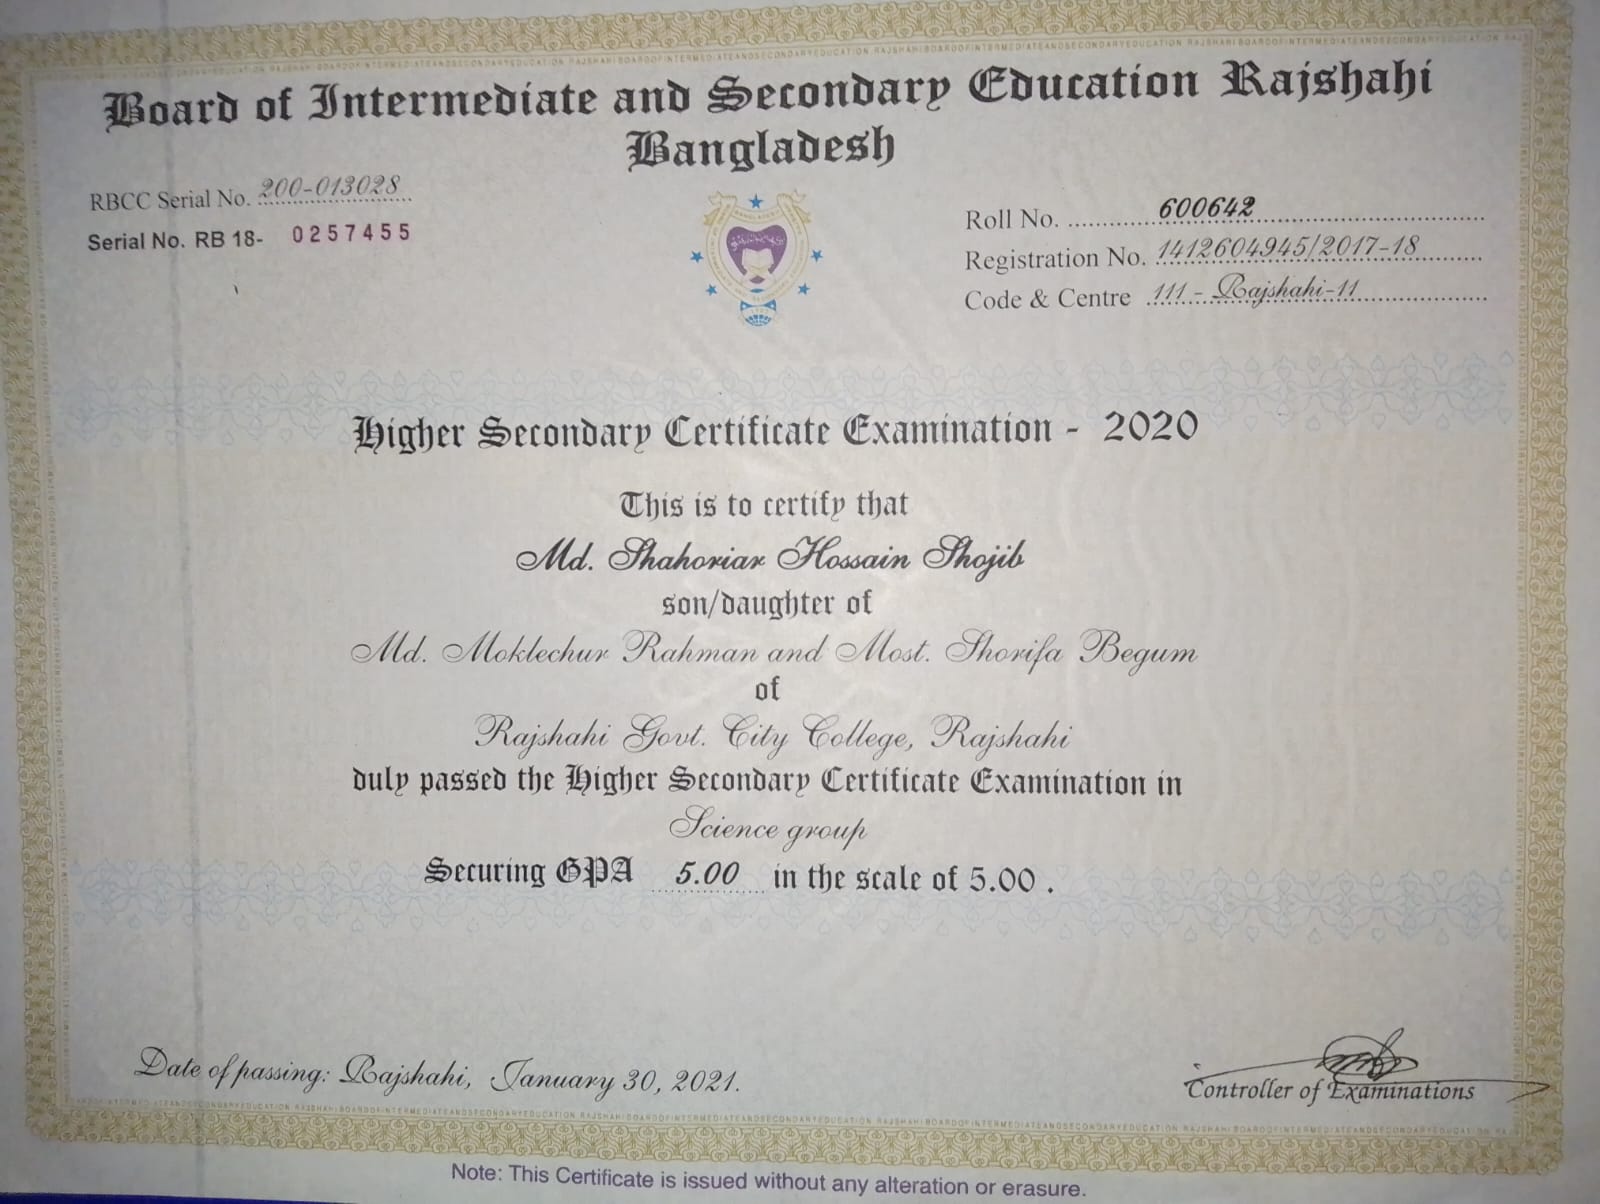 Board of Intermediate and Secondary Education Rajshahi
Bangladesh
RBCC Serial No. 200-013028
Serial No. RB 18- 0257455
Roll No. 600642
Registration No. 1412604945/2017-18
Code & Centre 111 - Rajshahi-11
Higher Secondary Certificate Examination - 2020
This is to certify that
Md. Shahoriar Hossain Shojib
son/daughter of
Md. Moklechur Rahman and Most. Shorifa Begum
of
Rajshahi Govt. City College, Rajshahi
duly passed the Higher Secondary Certificate Examination in
Science group
Securing GPA 5.00 in the scale of 5.00 .
Date of passing: Rajshahi, January 30, 2021.
Controller of Examinations
Note: This Certificate is issued without any alteration or erasure.